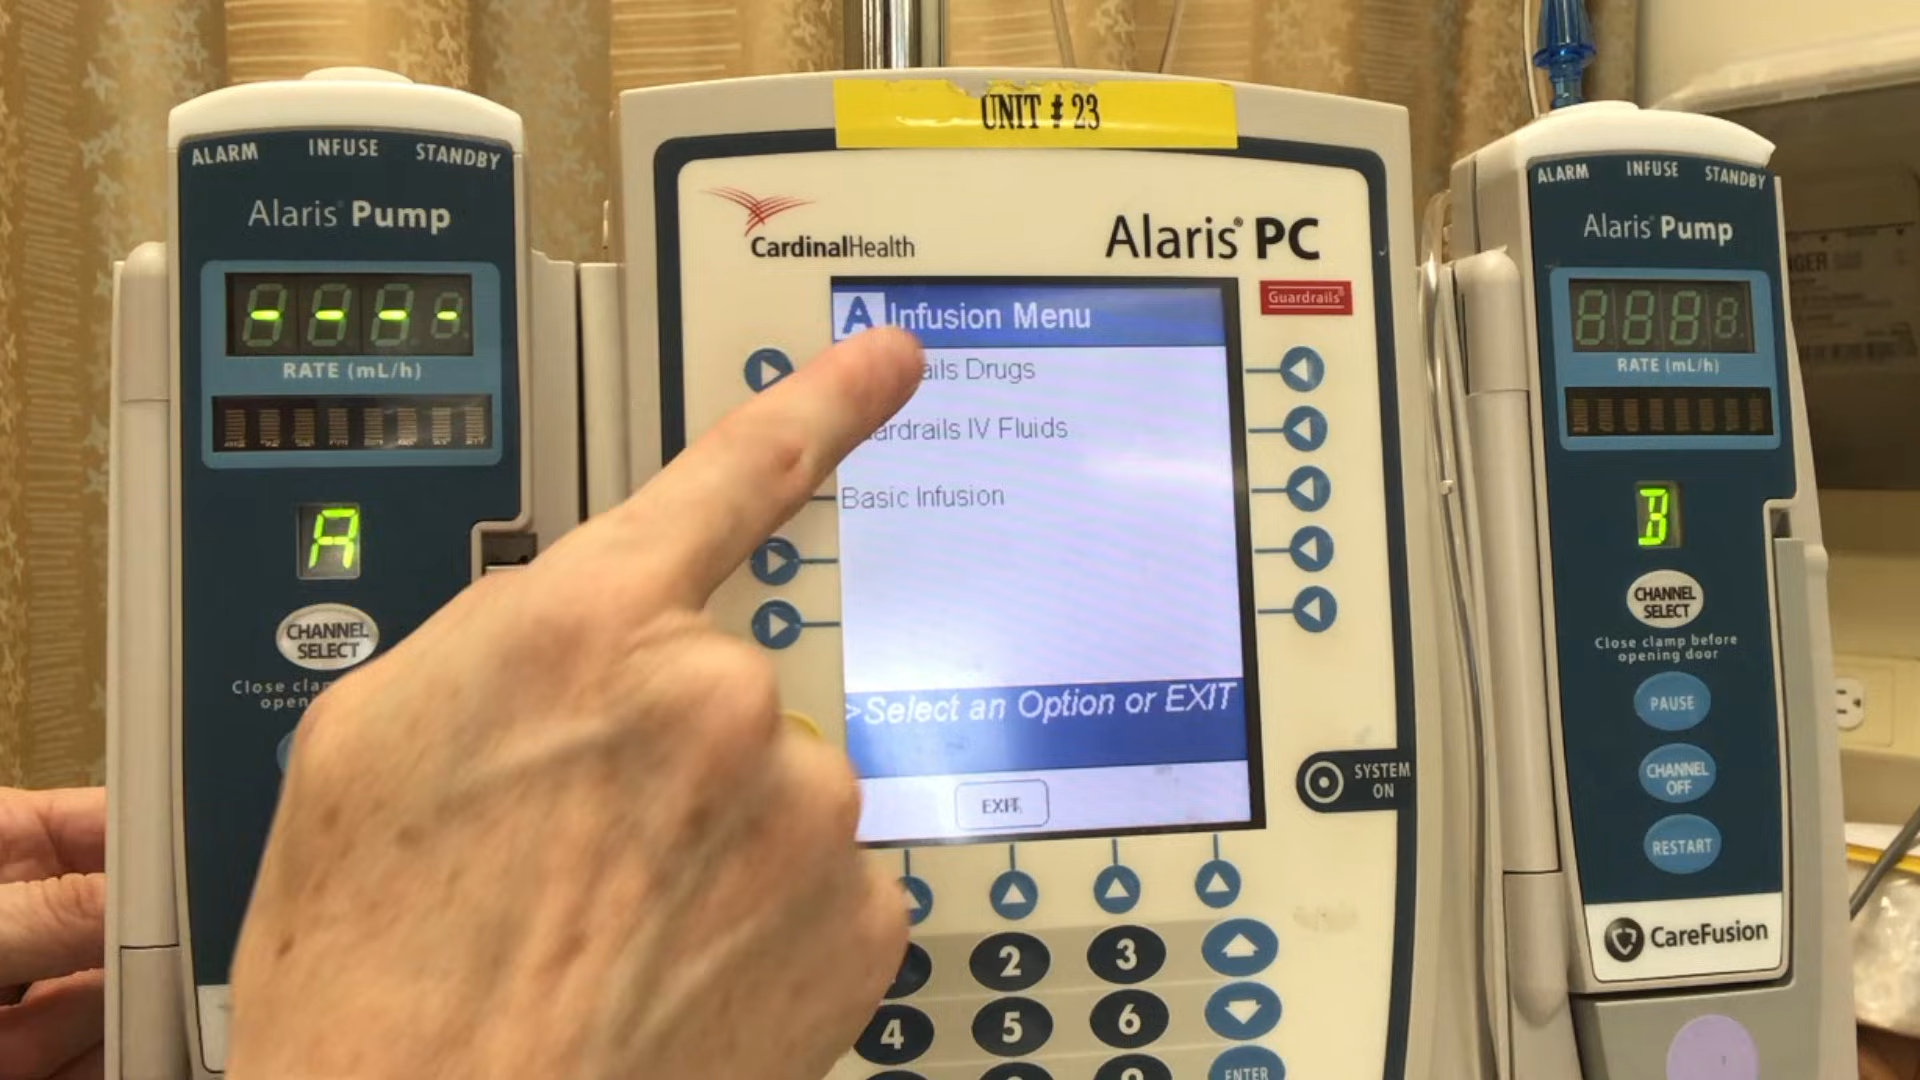 UNIT # 23
ALARM INFUSE STANDBY
Alaris® Pump
RATE (mL/h)
A
CHANNEL
SELECT
CardinalHealth
Alaris® PC
Guardrails®
A Infusion Menu
Drugs
IV Fluids
Basic Infusion
>Select an Option or EXIT
EXIT
SYSTEM
ON
2 3
4 5 6
ENTER
ALARM INFUSE STANDBY
Alaris® Pump
RATE (mL/h)
B
CHANNEL
SELECT
Close clamp before
opening door
PAUSE
CHANNEL
OFF
RESTART
CareFusion